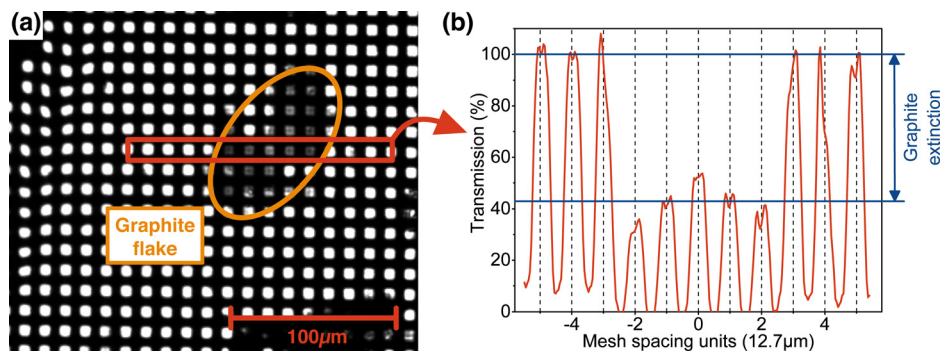 (a)
Graphite
flake
100µm
(b)
Transmission (%)
100
80
60
40
20
0
-4
-2
0
2
4
Mesh spacing units (12.7µm)
Graphite
extinction